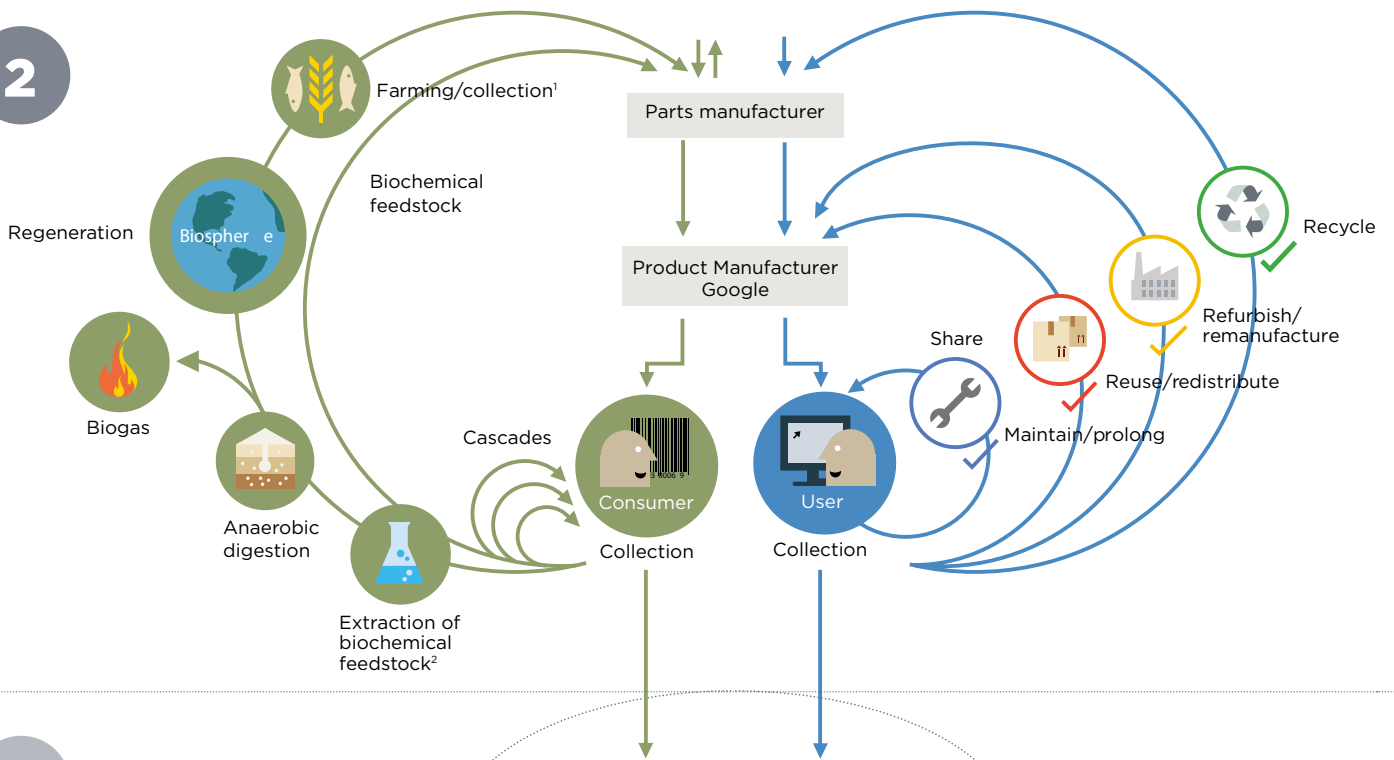 2
Farming/collection¹
Parts manufacturer
Biochemical
feedstock
Regeneration
Biospher e
Recycle
Product Manufacturer
Google
Refurbish/
remanufacture
Share
Reuse/redistribute
Biogas
Cascades
Maintain/prolong
Consumer
User
Anaerobic
digestion
Collection
Collection
Extraction of
biochemical
feedstock²